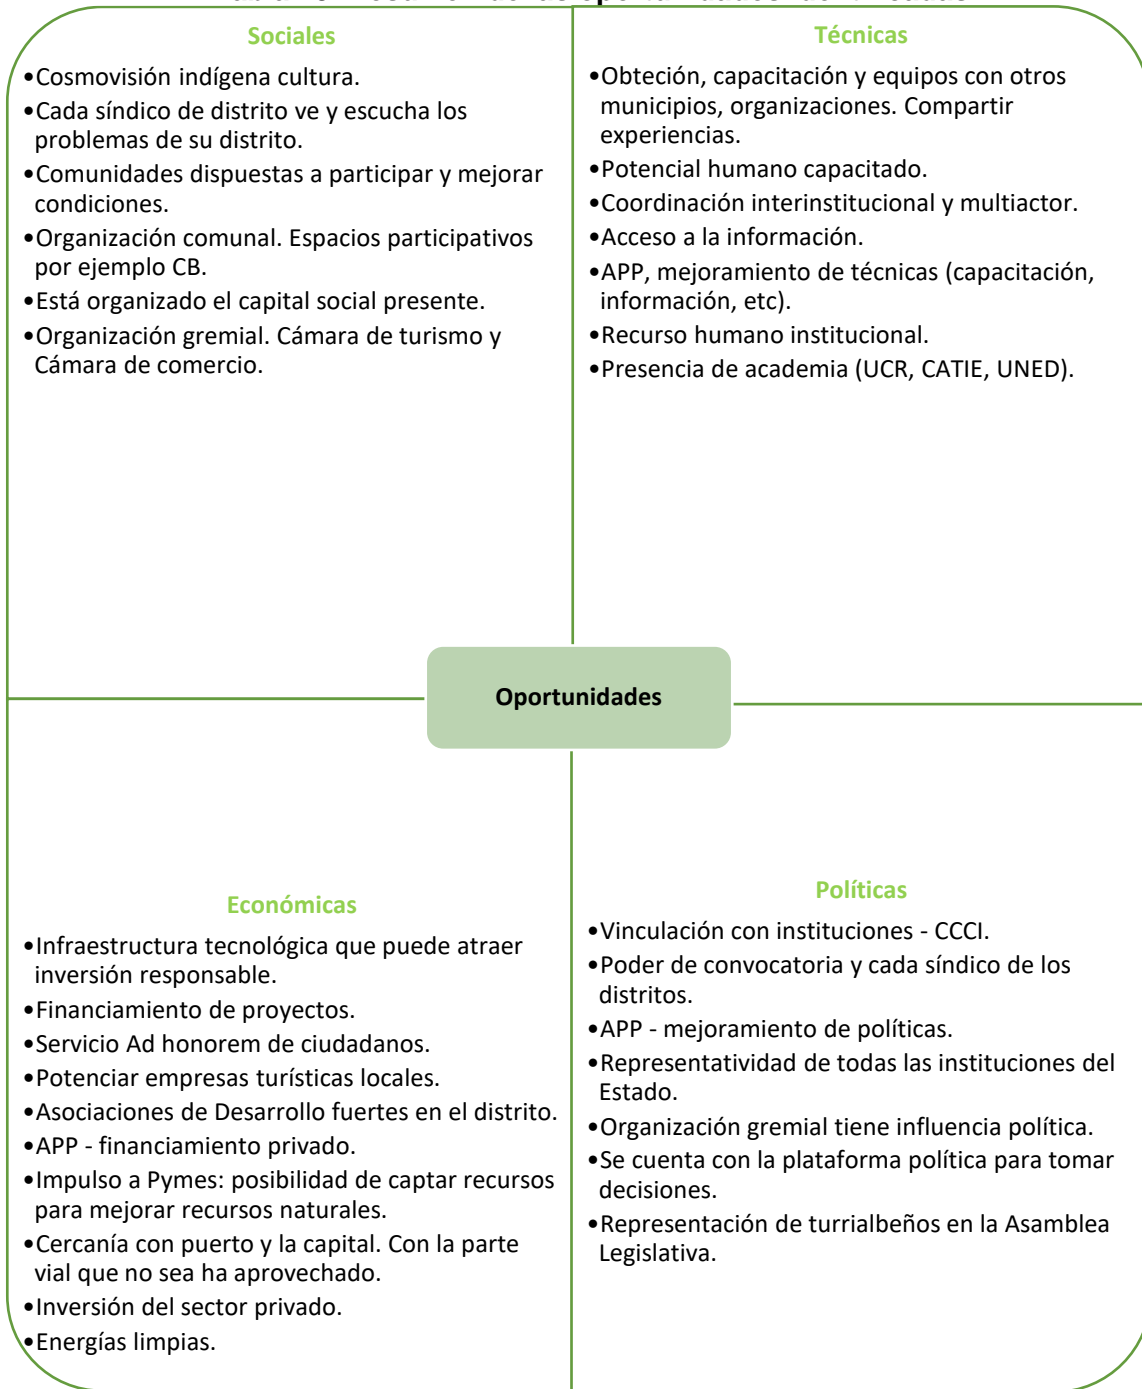 Sociales
•Cosmovisión indígena cultura.
•Cada síndico de distrito ve y escucha los
problemas de su distrito.
•Comunidades dispuestas a participar y mejorar
condiciones.
•Organización comunal. Espacios participativos
por ejemplo CB.
•Está organizado el capital social presente.
•Organización gremial. Cámara de turismo y
Cámara de comercio.
Técnicas
•Obteción, capacitación y equipos con otros
municipios, organizaciones. Compartir
experiencias.
•Potencial humano capacitado.
•Coordinación interinstitucional y multiactor.
•Acceso a la información.
•APP, mejoramiento de técnicas (capacitación,
información, etc).
•Recurso humano institucional.
•Presencia de academia (UCR, CATIE, UNED).
Oportunidades
Económicas
•Infraestructura tecnológica que puede atraer
inversión responsable.
•Financiamiento de proyectos.
•Servicio Ad honorem de ciudadanos.
•Potenciar empresas turísticas locales.
•Asociaciones de Desarrollo fuertes en el distrito.
•APP - financiamiento privado.
•Impulso a Pymes: posibilidad de captar recursos
para mejorar recursos naturales.
•Cercanía con puerto y la capital. Con la parte
vial que no sea ha aprovechado.
•Inversión del sector privado.
•Energías limpias.
Políticas
•Vinculación con instituciones - CCCI.
•Poder de convocatoria y cada síndico de los
distritos.
•APP - mejoramiento de políticas.
•Representatividad de todas las instituciones del
Estado.
•Organización gremial tiene influencia política.
•Se cuenta con la plataforma política para tomar
decisiones.
•Representación de turrialbeños en la Asamblea
Legislativa.